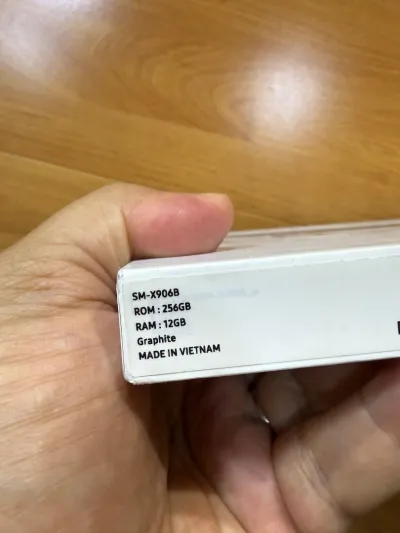 SM-X906B
ROM : 256GB
RAM : 12GB
Graphite
MADE IN VIETNAM